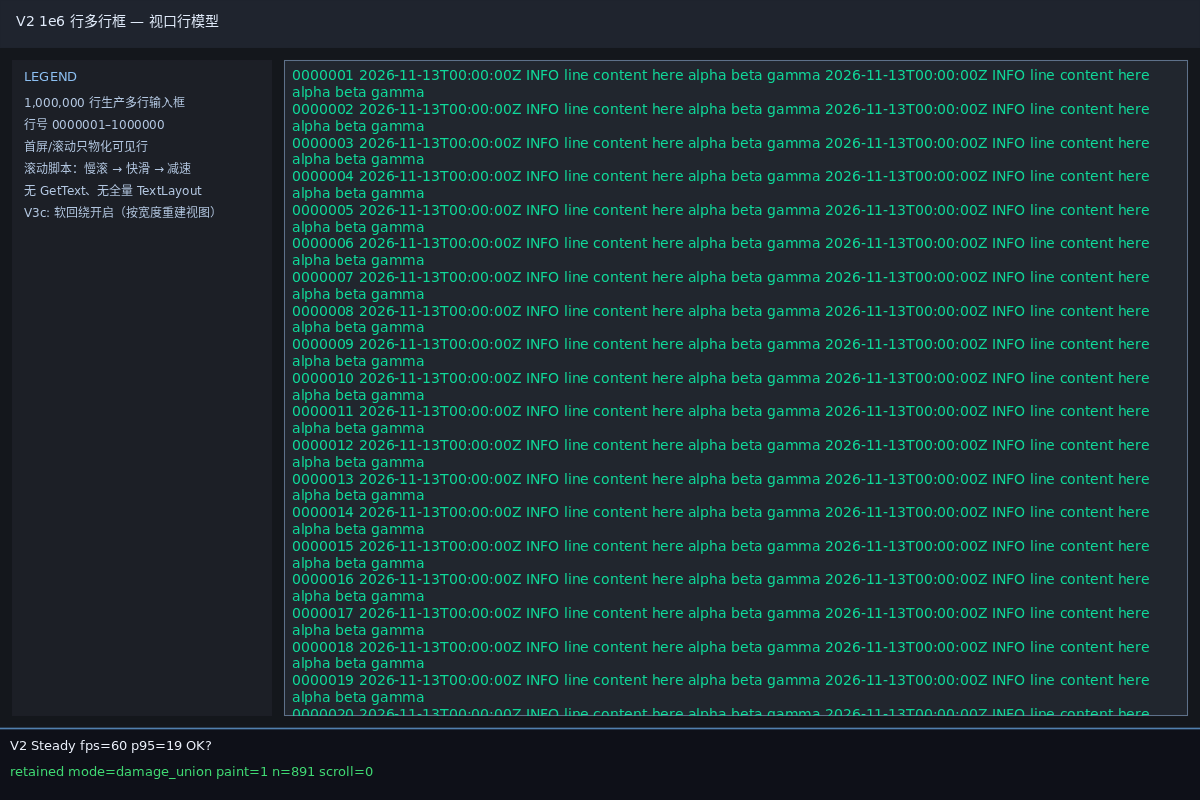 V2 1e6 行多行框 — 视口行模型
LEGEND
1,000,000 行生产多行输入框
行号 0000001–1000000
首屏/滚动只物化可见行
滚动脚本: 慢滚 → 快滑 → 减速
无 GetText、无全量 TextLayout
V3c: 软回绕开启（按宽度重建视图）
0000001 2026-11-13T00:00:00Z INFO line content here alpha beta gamma 2026-11-13T00:00:00Z INFO line content here
alpha beta gamma
0000002 2026-11-13T00:00:00Z INFO line content here alpha beta gamma 2026-11-13T00:00:00Z INFO line content here
alpha beta gamma
0000003 2026-11-13T00:00:00Z INFO line content here alpha beta gamma 2026-11-13T00:00:00Z INFO line content here
alpha beta gamma
0000004 2026-11-13T00:00:00Z INFO line content here alpha beta gamma 2026-11-13T00:00:00Z INFO line content here
alpha beta gamma
0000005 2026-11-13T00:00:00Z INFO line content here alpha beta gamma 2026-11-13T00:00:00Z INFO line content here
alpha beta gamma
0000006 2026-11-13T00:00:00Z INFO line content here alpha beta gamma 2026-11-13T00:00:00Z INFO line content here
alpha beta gamma
0000007 2026-11-13T00:00:00Z INFO line content here alpha beta gamma 2026-11-13T00:00:00Z INFO line content here
alpha beta gamma
0000008 2026-11-13T00:00:00Z INFO line content here alpha beta gamma 2026-11-13T00:00:00Z INFO line content here
alpha beta gamma
0000009 2026-11-13T00:00:00Z INFO line content here alpha beta gamma 2026-11-13T00:00:00Z INFO line content here
alpha beta gamma
0000010 2026-11-13T00:00:00Z INFO line content here alpha beta gamma 2026-11-13T00:00:00Z INFO line content here
alpha beta gamma
0000011 2026-11-13T00:00:00Z INFO line content here alpha beta gamma 2026-11-13T00:00:00Z INFO line content here
alpha beta gamma
0000012 2026-11-13T00:00:00Z INFO line content here alpha beta gamma 2026-11-13T00:00:00Z INFO line content here
alpha beta gamma
0000013 2026-11-13T00:00:00Z INFO line content here alpha beta gamma 2026-11-13T00:00:00Z INFO line content here
alpha beta gamma
0000014 2026-11-13T00:00:00Z INFO line content here alpha beta gamma 2026-11-13T00:00:00Z INFO line content here
alpha beta gamma
0000015 2026-11-13T00:00:00Z INFO line content here alpha beta gamma 2026-11-13T00:00:00Z INFO line content here
alpha beta gamma
0000016 2026-11-13T00:00:00Z INFO line content here alpha beta gamma 2026-11-13T00:00:00Z INFO line content here
alpha beta gamma
0000017 2026-11-13T00:00:00Z INFO line content here alpha beta gamma 2026-11-13T00:00:00Z INFO line content here
alpha beta gamma
0000018 2026-11-13T00:00:00Z INFO line content here alpha beta gamma 2026-11-13T00:00:00Z INFO line content here
alpha beta gamma
0000019 2026-11-13T00:00:00Z INFO line content here alpha beta gamma 2026-11-13T00:00:00Z INFO line content here
alpha beta gamma
0000020 2026-11-13T00:00:00Z INFO line content here alpha beta gamma 2026-11-13T00:00:00Z INFO line content here
V2 Steady fps=60 p95=19 OK?
retained mode=damage_union paint=1 n=891 scroll=0